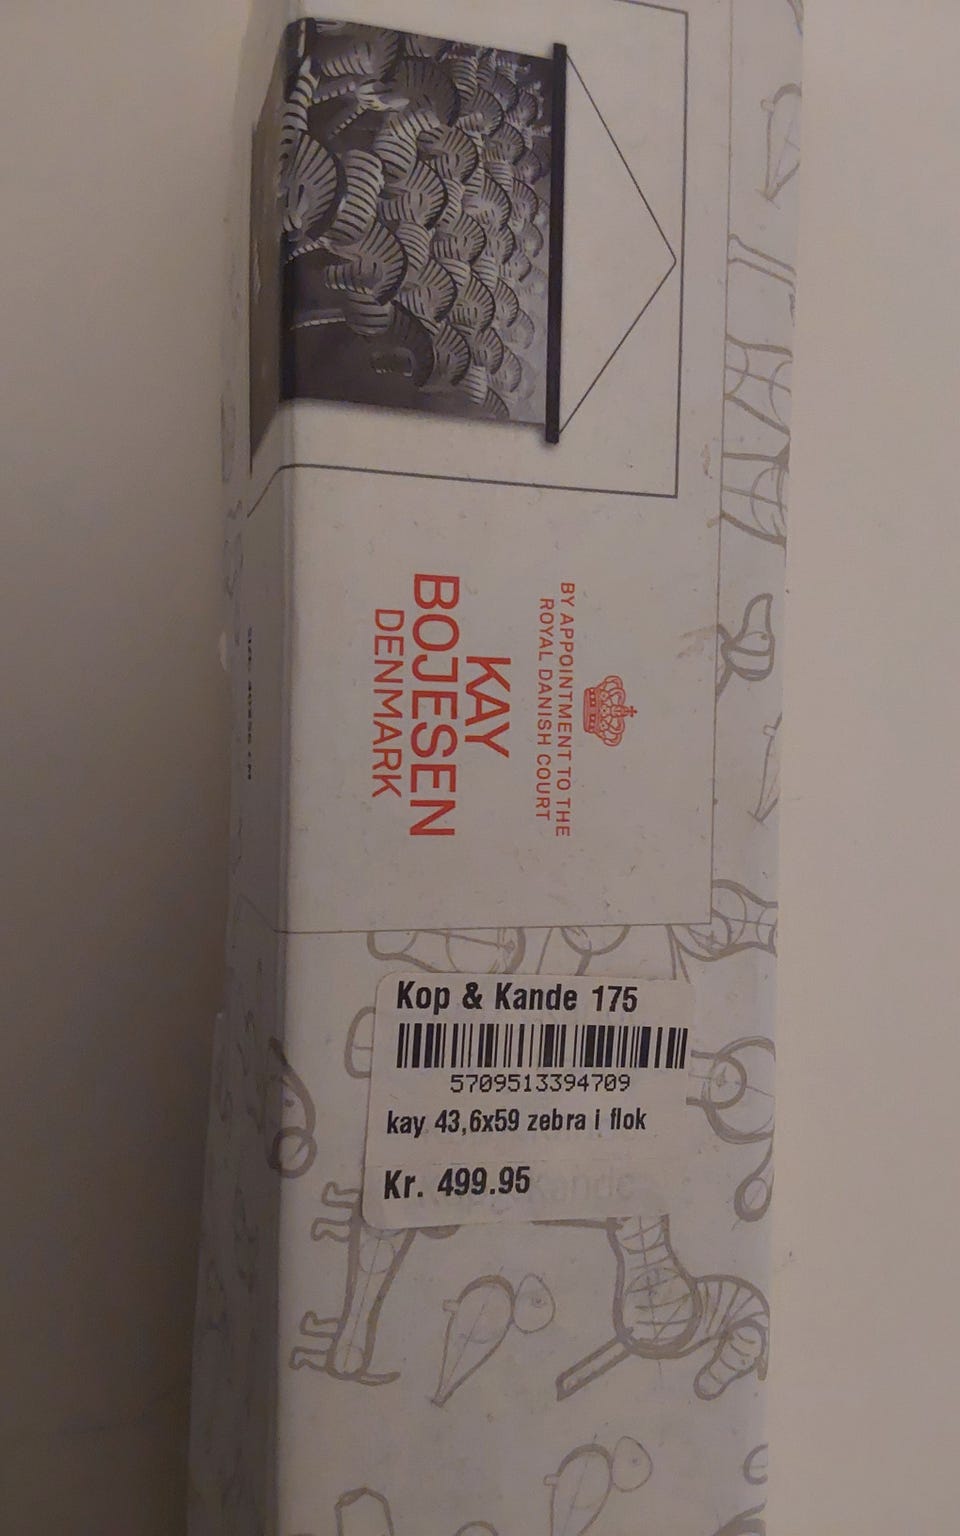 BY APPOINTMENT TO THE
ROYAL DANISH COURT
KAY
BOJESEN
DENMARK
Kop & Kande 175
5709513394709
kay 43,6x59 zebra i flok
Kr. 499.95